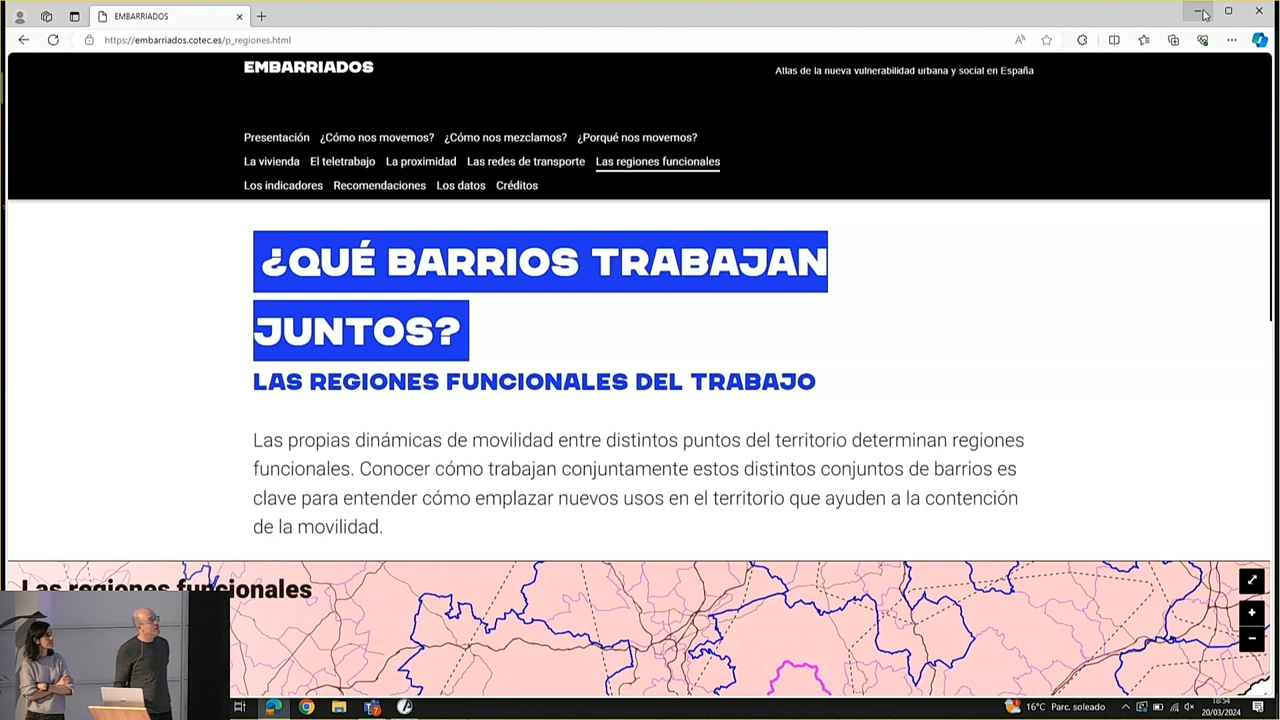 EMBARRIADOS
https://embarriados.cotec.es/p_regiones.html
EMBARRIADOS
Atlas de la nueva vulnerabilidad urbana y social en España
Presentación ¿Cómo nos movemos? ¿Cómo nos mezclamos? ¿Porqué nos movemos?
La vivienda El teletrabajo La proximidad Las redes de transporte Las regiones funcionales
Los indicadores Recomendaciones Los datos Créditos
¿QUÉ BARRIOS TRABAJAN
JUNTOS?
LAS REGIONES FUNCIONALES DEL TRABAJO
Las propias dinámicas de movilidad entre distintos puntos del territorio determinan regiones
funcionales. Conocer cómo trabajan conjuntamente estos distintos conjuntos de barrios es
clave para entender cómo emplazar nuevos usos en el territorio que ayuden a la contención
de la movilidad.
Las regiones funcionales
16°C Parc. soleado
18:54
20/03/2024